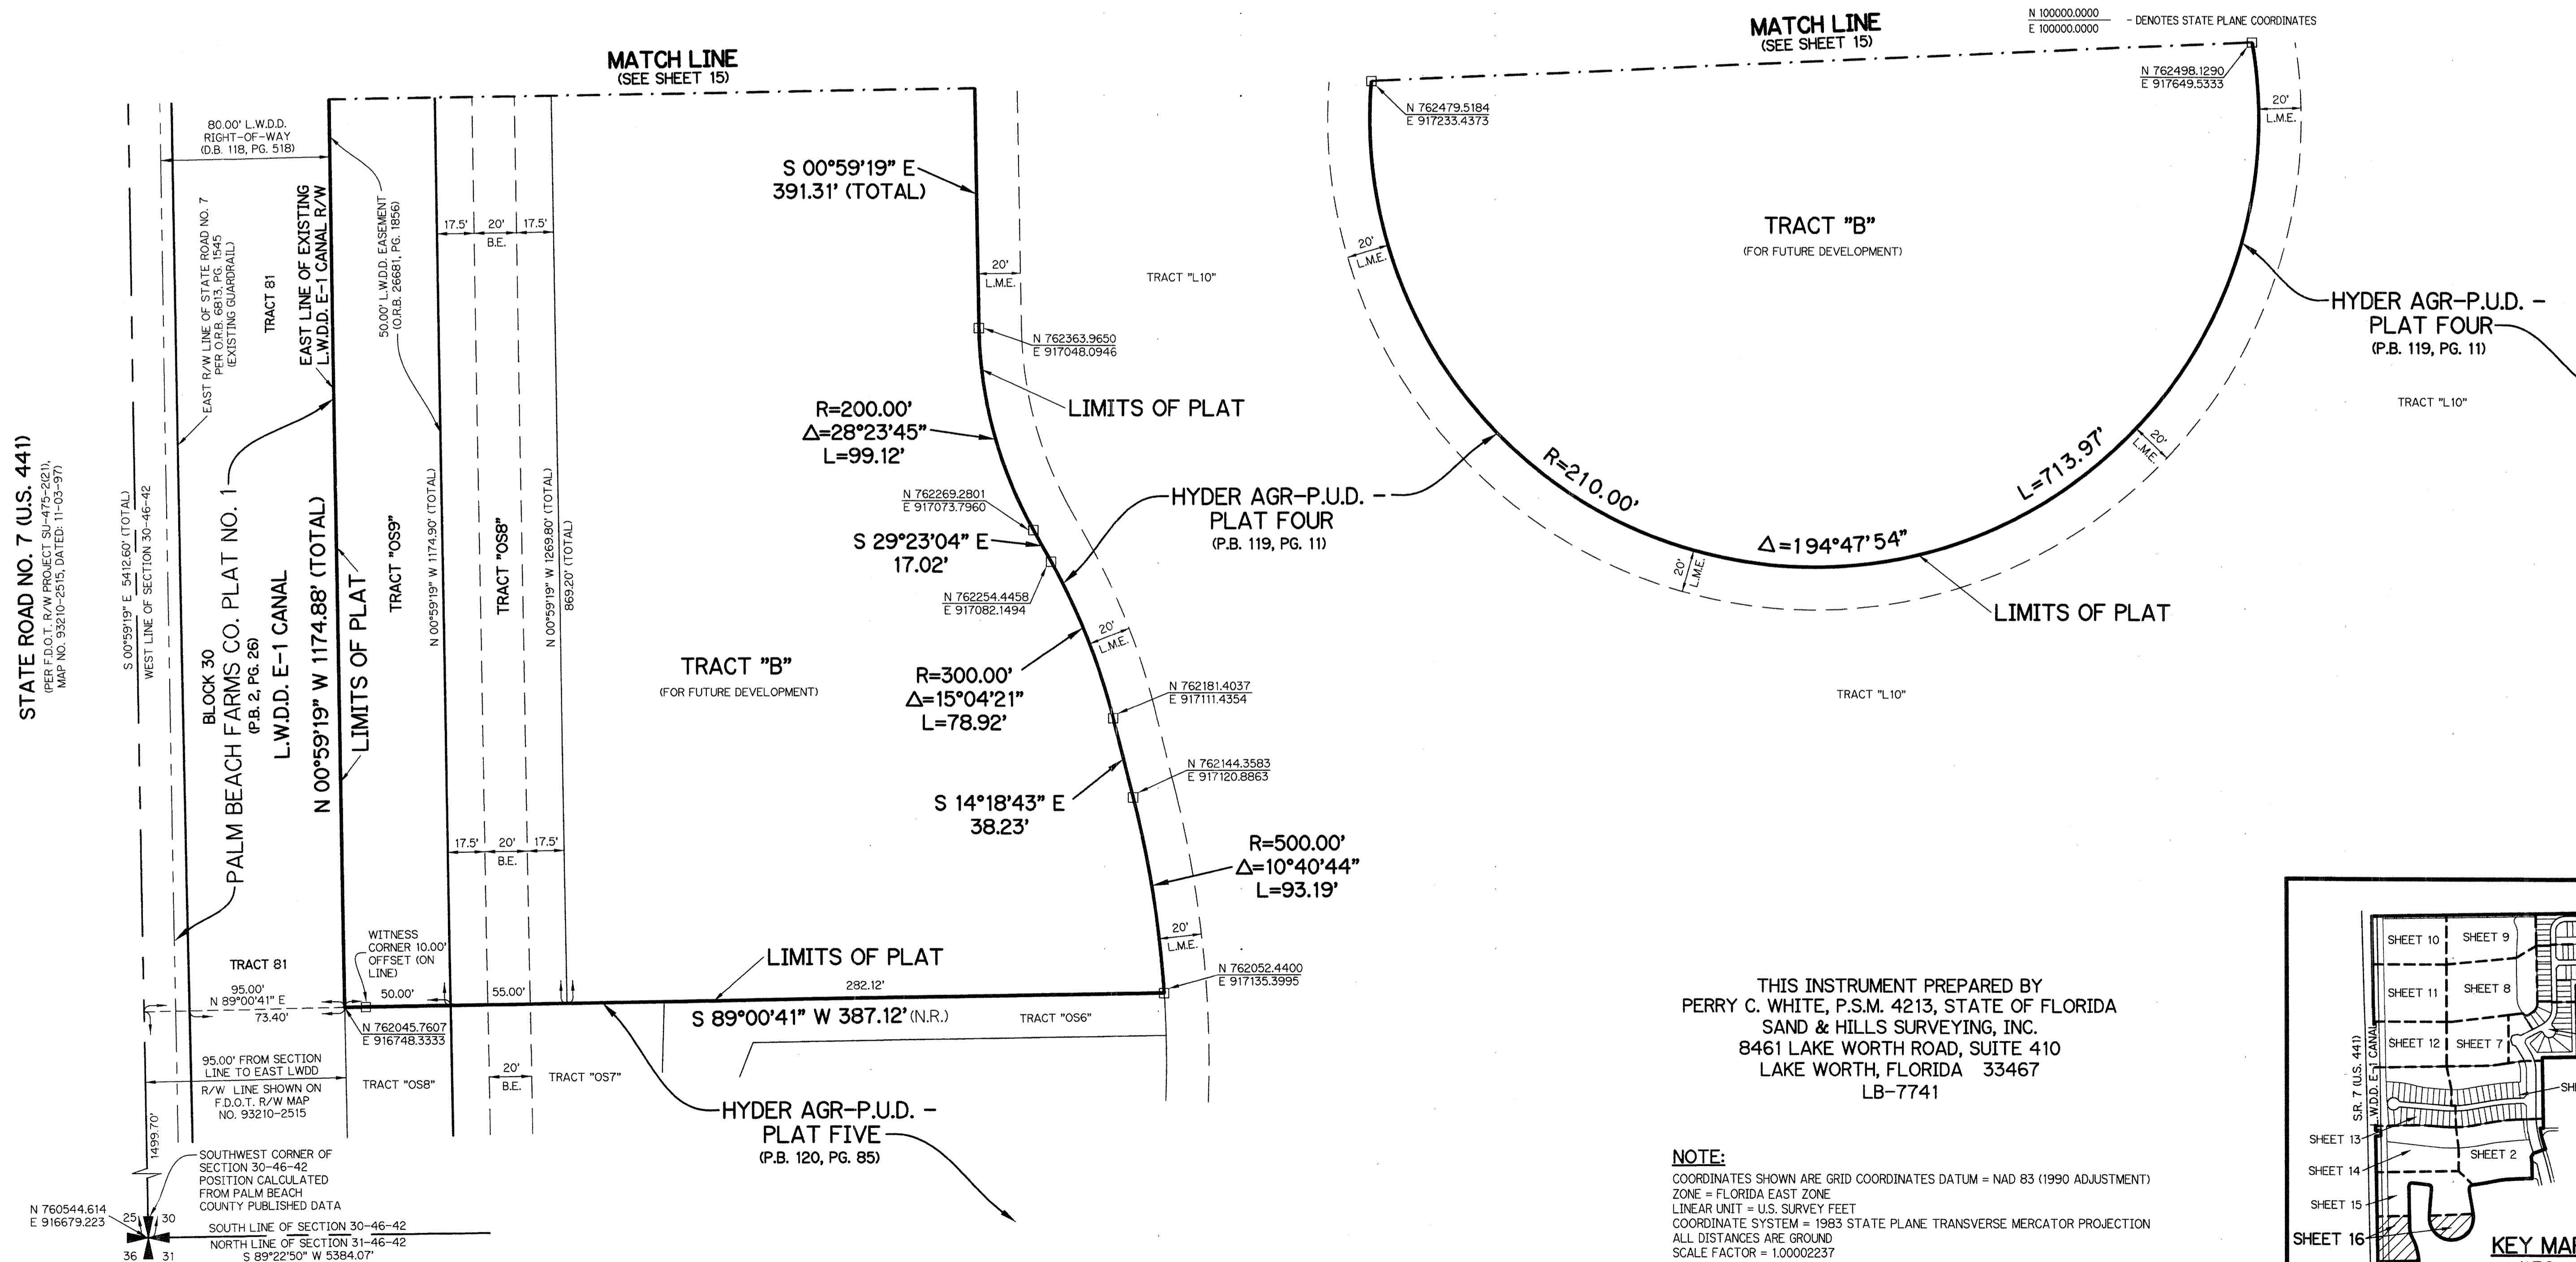 MATCH LINE
(SEE SHEET 15)
MATCH LINE
(SEE SHEET 15)
N 100000.0000
E 100000.0000
- DENOTES STATE PLANE COORDINATES
80.00' L.W.D.D.
RIGHT-OF-WAY
(D.B. 118, PG. 518)
STATE ROAD NO. 7 (U.S. 441)
(PER F.D.O.T. R/W PROJECT SU-475-2(21),
MAP NO. 93210-2515, DATED: 11-03-97)
S 00°59'19" E 5412.60' (TOTAL)
WEST LINE OF SECTION 30-46-42
EAST R/W LINE OF STATE ROAD NO. 7
PER O.R.B. 6813, PG. 1545
(EXISTING GUARDRAIL)
TRACT 81
EAST LINE OF EXISTING
L.W.D.D. E-1 CANAL R/W
50.00' L.W.D.D. EASEMENT
(O.R.B. 26681, PG. 1856)
BLOCK 30
PALM BEACH FARMS CO. PLAT NO. 1
(P.B. 2, PG. 26)
L.W.D.D. E-1 CANAL
N 00°59'19" W 1174.88' (TOTAL)
LIMITS OF PLAT
TRACT "OS9"
N 00°59'19" W 1174.90' (TOTAL)
TRACT "OS8"
N 00°59'19" W 1269.80' (TOTAL)
869.20' (TOTAL)
17.5'
20'
17.5'
B.E.
17.5'
20'
17.5'
B.E.
S 00°59'19" E
391.31' (TOTAL)
20'
L.M.E.
TRACT "L10"
N 762363.9650
E 917048.0946
LIMITS OF PLAT
R=200.00'
Δ=28°23'45"
L=99.12'
N 762269.2801
E 917073.7960
S 29°23'04" E
17.02'
N 762254.4458
E 917082.1494
HYDER AGR-P.U.D. -
PLAT FOUR
(P.B. 119, PG. 11)
20'
L.M.E.
TRACT "B"
(FOR FUTURE DEVELOPMENT)
R=300.00'
Δ=15°04'21"
L=78.92'
N 762181.4037
E 917111.4354
N 762144.3583
E 917120.8863
S 14°18'43" E
38.23'
R=500.00'
Δ=10°40'44"
L=93.19'
20'
L.M.E.
N 762052.4400
E 917135.3995
LIMITS OF PLAT
282.12'
S 89°00'41" W 387.12' (N.R.)
TRACT "OS6"
WITNESS
CORNER 10.00'
OFFSET (ON
LINE)
50.00'
55.00'
TRACT 81
95.00'
N 89°00'41" E
73.40'
N 762045.7607
E 916748.3333
95.00' FROM SECTION
LINE TO EAST LWDD
R/W LINE SHOWN ON
F.D.O.T. R/W MAP
NO. 93210-2515
TRACT "OS8"
20'
B.E.
TRACT "OS7"
HYDER AGR-P.U.D. -
PLAT FIVE
(P.B. 120, PG. 85)
1499.70'
SOUTHWEST CORNER OF
SECTION 30-46-42
POSITION CALCULATED
FROM PALM BEACH
COUNTY PUBLISHED DATA
N 760544.614
E 916679.223
25
30
36
31
SOUTH LINE OF SECTION 30-46-42
NORTH LINE OF SECTION 31-46-42
S 89°22'50" W 5384.07'
N 762479.5184
E 917233.4373
N 762498.1290
E 917649.5333
20'
L.M.E.
20'
L.M.E.
TRACT "B"
(FOR FUTURE DEVELOPMENT)
HYDER AGR-P.U.D. -
PLAT FOUR
(P.B. 119, PG. 11)
TRACT "L10"
R=210.00'
L=713.97'
Δ=194°47'54"
20'
L.M.E.
20'
L.M.E.
LIMITS OF PLAT
TRACT "L10"
THIS INSTRUMENT PREPARED BY
PERRY C. WHITE, P.S.M. 4213, STATE OF FLORIDA
SAND & HILLS SURVEYING, INC.
8461 LAKE WORTH ROAD, SUITE 410
LAKE WORTH, FLORIDA 33467
LB-7741
NOTE:
COORDINATES SHOWN ARE GRID COORDINATES DATUM = NAD 83 (1990 ADJUSTMENT)
ZONE = FLORIDA EAST ZONE
LINEAR UNIT = U.S. SURVEY FEET
COORDINATE SYSTEM = 1983 STATE PLANE TRANSVERSE MERCATOR PROJECTION
ALL DISTANCES ARE GROUND
SCALE FACTOR = 1.00002237
S.R. 7 (U.S. 441)
L.W.D.D. E-1 CANAL
SHEET 10
SHEET 9
SHEET 11
SHEET 8
SHEET 12
SHEET 7
SHEET 13
SHEET 14
SHEET 2
SHEET 15
SHEET 16
KEY MAP